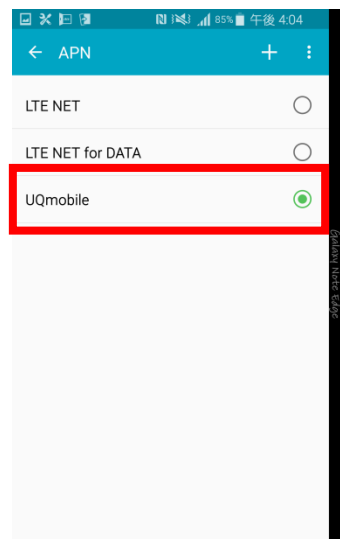 85% 午後 4:04
APN
LTE NET
LTE NET for DATA
UQmobile
Galaxy Note Edge